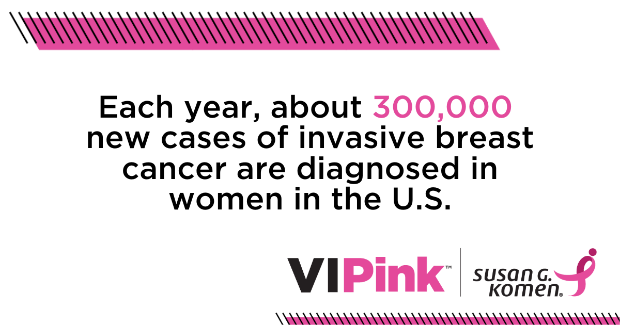 Each year, about 300,000
new cases of invasive breast
cancer are diagnosed in
women in the U.S.
VIPink™
susan G.
komen®